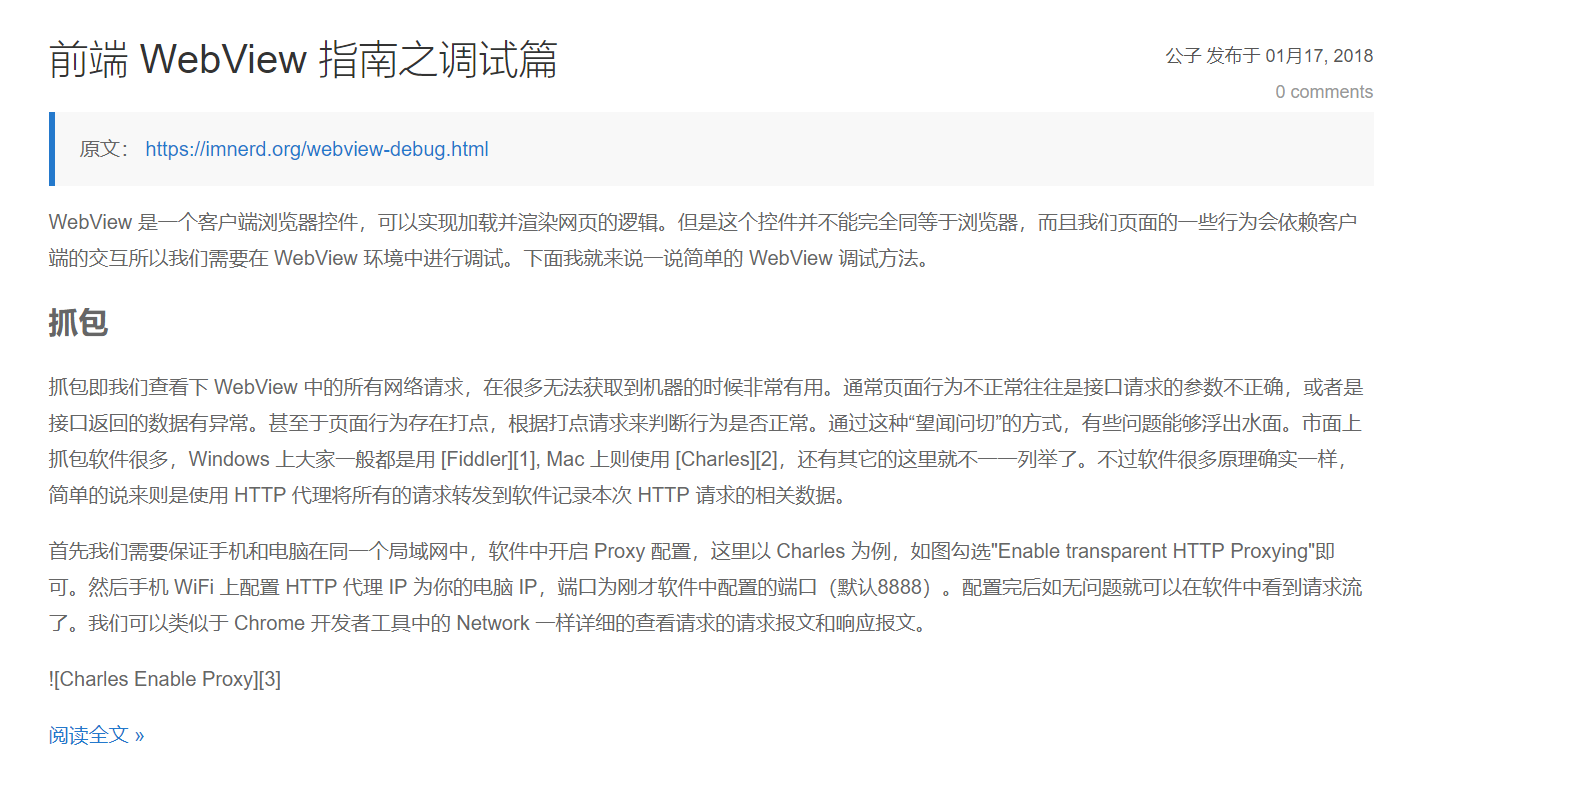 前端 WebView 指南之调试篇
公子 发布于 01月17, 2018
0 comments
原文： https://imnerd.org/webview-debug.html
WebView 是一个客户端浏览器控件，可以实现加载并渲染网页的逻辑。但是这个控件并不能完全同等于浏览器，而且我们页面的一些行为会依赖客户
端的交互所以我们需要在 WebView 环境中进行调试。下面我就来说一说简单的 WebView 调试方法。
抓包
抓包即我们查看下 WebView 中的所有网络请求，在很多无法获取到机器的时候非常有用。通常页面行为不正常往往是接口请求的参数不正确，或者是
接口返回的数据有异常。甚至于页面行为存在打点，根据打点请求来判断行为是否正常。通过这种“望闻问切”的方式，有些问题能够浮出水面。市面上
抓包软件很多，Windows 上大家一般都是用 [Fiddler][1], Mac 上则使用 [Charles][2]，还有其它的这里就不一一列举了。不过软件很多原理确实一样，
简单的说来则是使用 HTTP 代理将所有的请求转发到软件记录本次 HTTP 请求的相关数据。
首先我们需要保证手机和电脑在同一个局域网中，软件中开启 Proxy 配置，这里以 Charles 为例，如图勾选"Enable transparent HTTP Proxying"即
可。然后手机 WiFi 上配置 HTTP 代理 IP 为你的电脑 IP，端口为刚才软件中配置的端口（默认8888）。配置完后如无问题就可以在软件中看到请求流
了。我们可以类似于 Chrome 开发者工具中的 Network 一样详细的查看请求的请求报文和响应报文。
![Charles Enable Proxy][3]
阅读全文 »